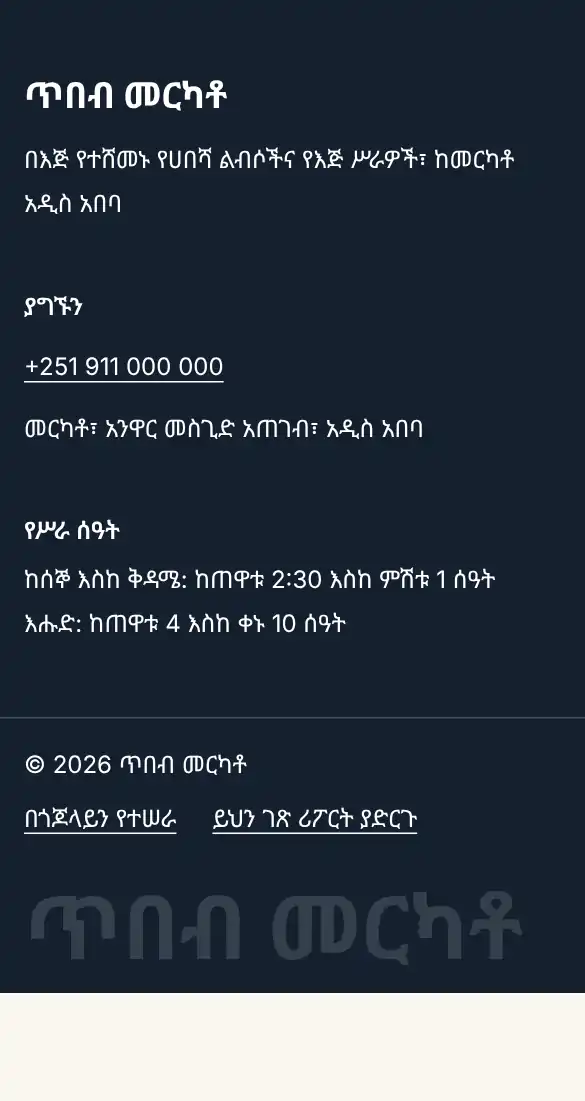 ጥበብ መርካቶ
በእጅ የተሸመኑ የሀበሻ ልብሶችና የእጅ ሥራዎች፣ ከመርካቶ
አዲስ አበባ
ያግኙን
+251 911 000 000
መርካቶ፣ አንዋር መስጊድ አጠገብ፣ አዲስ አበባ
የሥራ ሰዓት
ከሰኞ እስከ ቅዳሜ: ከጠዋቱ 2:30 እስከ ምሽቱ 1 ሰዓት
እሑድ: ከጠዋቱ 4 እስከ ቀኑ 10 ሰዓት
© 2026 ጥበብ መርካቶ
በጎጆላይን የተሠራ ይህን ገጽ ሪፖርት ያድርጉ
ጥበብ መርካቶ